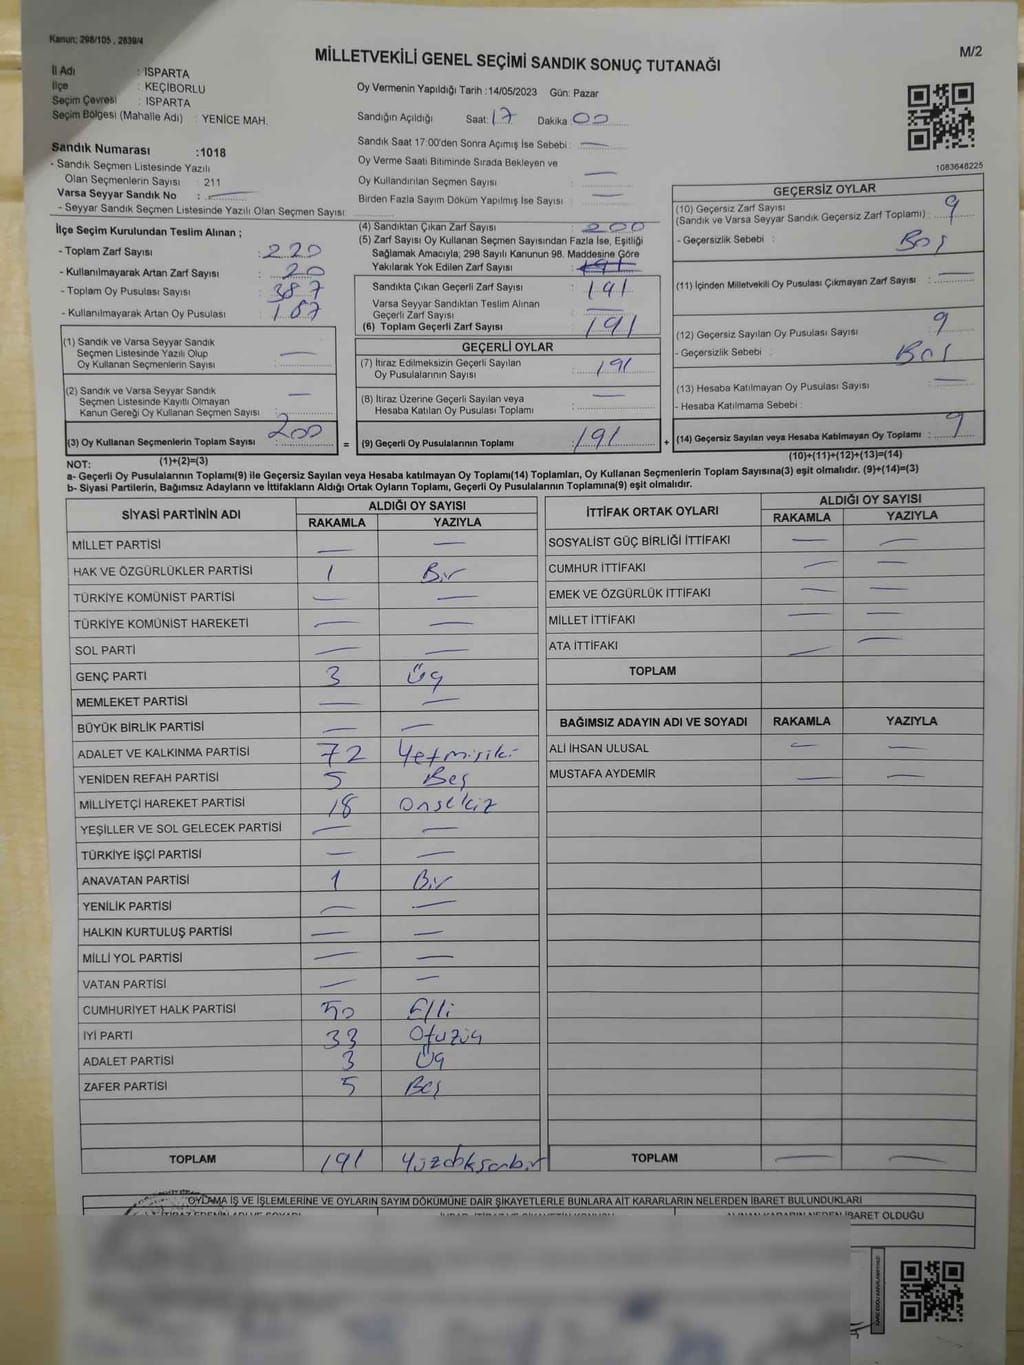 Kanun; 298/105 , 2839/4
MİLLETVEKİLİ GENEL SEÇİMİ SANDIK SONUÇ TUTANAĞI
M/2
İl Adı : ISPARTA
İlçe : KEÇİBORLU
Seçim Çevresi : ISPARTA
Seçim Bölgesi (Mahalle Adı) : YENİCE MAH.
Sandık Numarası :1018
- Sandık Seçmen Listesinde Yazılı
Olan Seçmenlerin Sayısı : 211
Varsa Seyyar Sandık No : —
- Seyyar Sandık Seçmen Listesinde Yazılı Olan Seçmen Sayısı:
Oy Vermenin Yapıldığı Tarih :14/05/2023 Gün: Pazar
Sandığın Açıldığı Saat: 17 Dakika: 00
Sandık Saat 17:00'den Sonra Açımış İse Sebebi : —
Oy Verme Saati Bitiminde Sırada Bekleyen ve
Oy Kullandırılan Seçmen Sayısı : —
Birden Fazla Sayım Döküm Yapılmış İse Sayısı : —
1083648225
İlçe Seçim Kurulundan Teslim Alınan ;
- Toplam Zarf Sayısı : 220
- Kullanılmayarak Artan Zarf Sayısı : 20
- Toplam Oy Pusulası Sayısı : 387
- Kullanılmayarak Artan Oy Pusulası : 187
(1) Sandık ve Varsa Seyyar Sandık
Seçmen Listesinde Yazılı Olup
Oy Kullanan Seçmenlerin Sayısı : —
(2) Sandık ve Varsa Seyyar Sandık
Seçmen Listesinde Kayıtlı Olmayan
Kanun Gereği Oy Kullanan Seçmen Sayısı : —
(3) Oy Kullanan Seçmenlerin Toplam Sayısı : 200
(1)+(2)=(3)
(4) Sandıktan Çıkan Zarf Sayısı : 200
(5) Zarf Sayısı Oy Kullanan Seçmen Sayısından Fazla İse, Eşitliği
Sağlamak Amacıyla; 298 Sayılı Kanunun 98. Maddesine Göre
Yakılarak Yok Edilen Zarf Sayısı : 191
Sandıkta Çıkan Geçerli Zarf Sayısı : 191
Varsa Seyyar Sandıktan Teslim Alınan
Geçerli Zarf Sayısı : —
(6) Toplam Geçerli Zarf Sayısı : 191
GEÇERLİ OYLAR
(7) İtiraz Edilmeksizin Geçerli Sayılan
Oy Pusulalarının Sayısı : 191
(8) İtiraz Üzerine Geçerli Sayılan veya
Hesaba Katılan Oy Pusulası Toplamı : —
= (9) Geçerli Oy Pusulalarının Toplamı : 191 +
GEÇERSİZ OYLAR
(10) Geçersiz Zarf Sayısı : 9
(Sandık ve Varsa Seyyar Sandık Geçersiz Zarf Toplamı)
- Geçersizlik Sebebi : Boş
(11) İçinden Milletvekili Oy Pusulası Çıkmayan Zarf Sayısı : —
(12) Geçersiz Sayılan Oy Pusulası Sayısı : 9
- Geçersizlik Sebebi : Boş
(13) Hesaba Katılmayan Oy Pusulası Sayısı : —
- Hesaba Katılmama Sebebi :
(14) Geçersiz Sayılan veya Hesaba Katılmayan Oy Toplamı : 9
(10)+(11)+(12)+(13)=(14)
NOT:
a- Geçerli Oy Pusulalarının Toplamı(9) ile Geçersiz Sayılan veya Hesaba katılmayan Oy Toplamı(14) Toplamları, Oy Kullanan Seçmenlerin Toplam Sayısına(3) eşit olmalıdır. (9)+(14)=(3)
b- Siyasi Partilerin, Bağımsız Adayların ve İttifakların Aldığı Ortak Oyların Toplamı, Geçerli Oy Pusulalarının Toplamına(9) eşit olmalıdır.
SİYASİ PARTİNİN ADI ALDIĞI OY SAYISI
RAKAMLA YAZIYLA
MİLLET PARTİSİ — —
HAK VE ÖZGÜRLÜKLER PARTİSİ 1 Bir
TÜRKİYE KOMÜNİST PARTİSİ — —
TÜRKİYE KOMÜNİST HAREKETİ — —
SOL PARTİ — —
GENÇ PARTİ 3 Üç
MEMLEKET PARTİSİ — —
BÜYÜK BİRLİK PARTİSİ — —
ADALET VE KALKINMA PARTİSİ 72 Yetmişiki
YENİDEN REFAH PARTİSİ 5 Beş
MİLLİYETÇİ HAREKET PARTİSİ 18 Onsekiz
YEŞİLLER VE SOL GELECEK PARTİSİ — —
TÜRKİYE İŞÇİ PARTİSİ — —
ANAVATAN PARTİSİ 1 Bir
YENİLİK PARTİSİ — —
HALKIN KURTULUŞ PARTİSİ — —
MİLLİ YOL PARTİSİ — —
VATAN PARTİSİ — —
CUMHURİYET HALK PARTİSİ 50 Elli
İYİ PARTİ 33 Otuzüç
ADALET PARTİSİ 3 Üç
ZAFER PARTİSİ 5 Beş
TOPLAM 191 Yüzdoksanbir
İTTİFAK ORTAK OYLARI ALDIĞI OY SAYISI
RAKAMLA YAZIYLA
SOSYALİST GÜÇ BİRLİĞİ İTTİFAKI — —
CUMHUR İTTİFAKI — —
EMEK VE ÖZGÜRLÜK İTTİFAKI — —
MİLLET İTTİFAKI — —
ATA İTTİFAKI — —
TOPLAM
BAĞIMSIZ ADAYIN ADI VE SOYADI RAKAMLA YAZIYLA
ALİ İHSAN ULUSAL — —
MUSTAFA AYDEMİR — —
TOPLAM — —
OYLAMA İŞ VE İŞLEMLERİNE VE OYLARIN SAYIM DÖKÜMÜNE DAİR ŞİKAYETLERLE BUNLARA AİT KARARLARIN NELERDEN İBARET BULUNDUKLARI
İBARET OLDUĞU